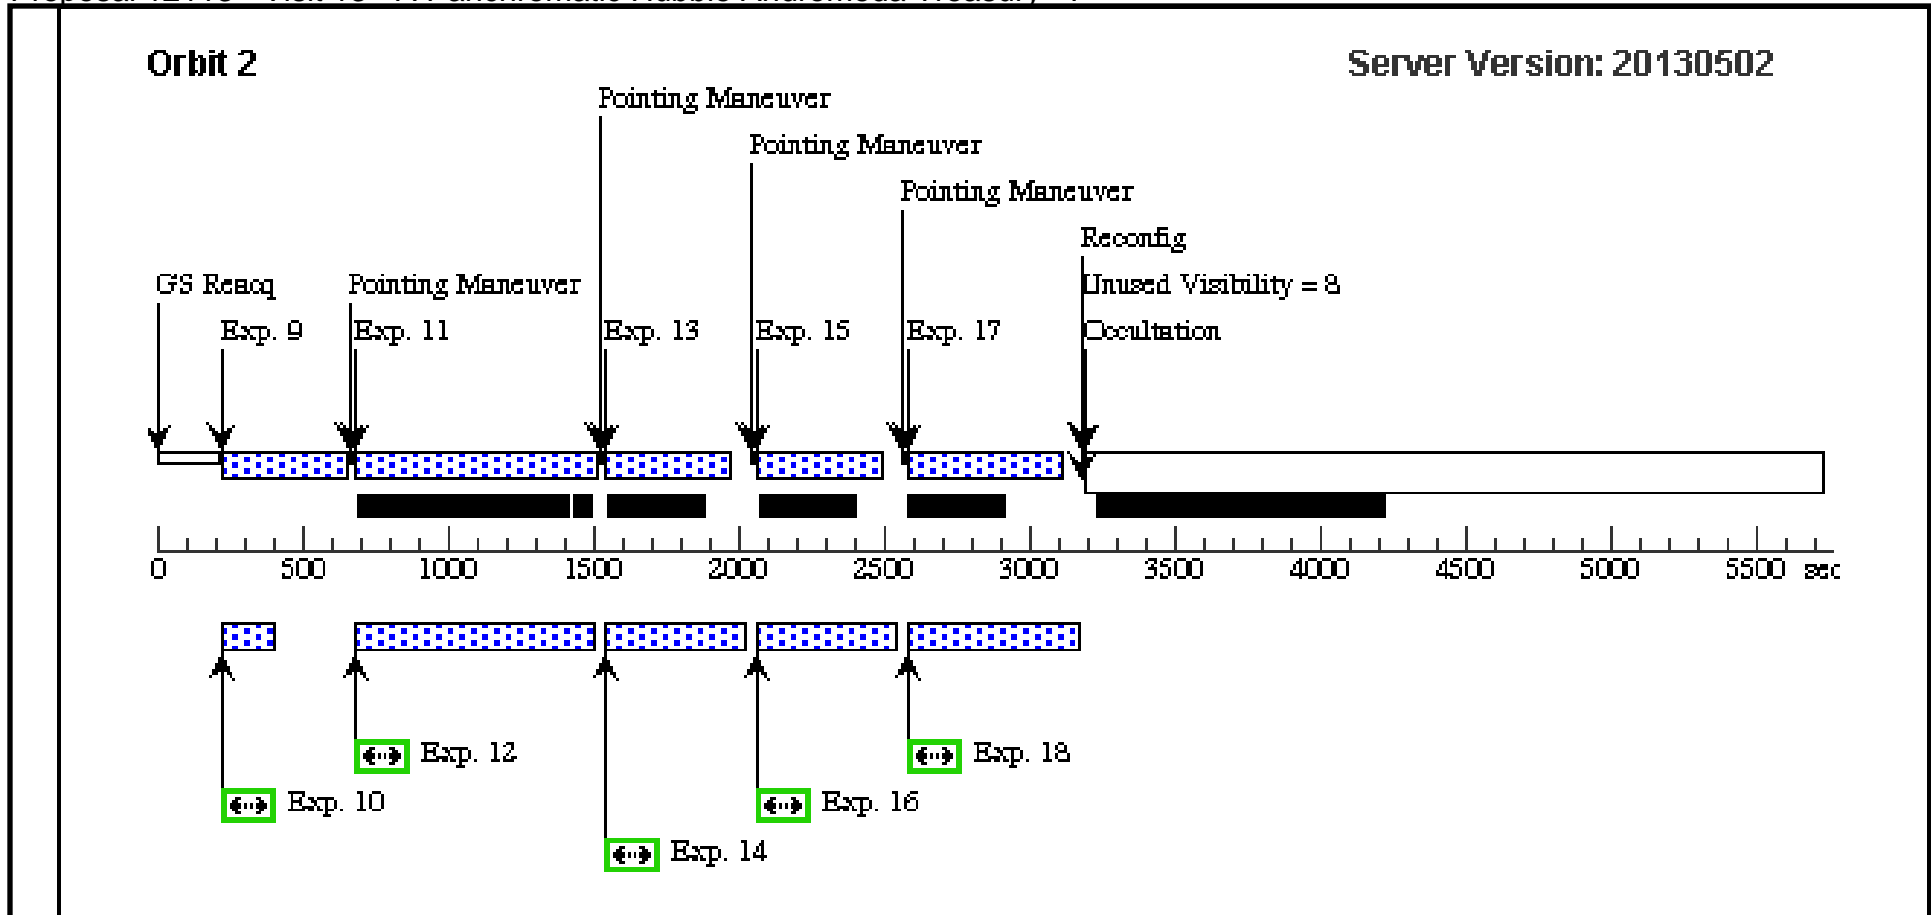 Orbit 2
Server Version: 20130502
Pointing Maneuver
Pointing Maneuver
Pointing Maneuver
Reconfig
GS Reacq
Pointing Maneuver
Unused Visibility = 8
Exp. 9
Exp. 11
Exp. 13
Exp. 15
Exp. 17
Occultation
0 500 1000 1500 2000 2500 3000 3500 4000 4500 5000 5500 sec
Exp. 12
Exp. 18
Exp. 10
Exp. 16
Exp. 14